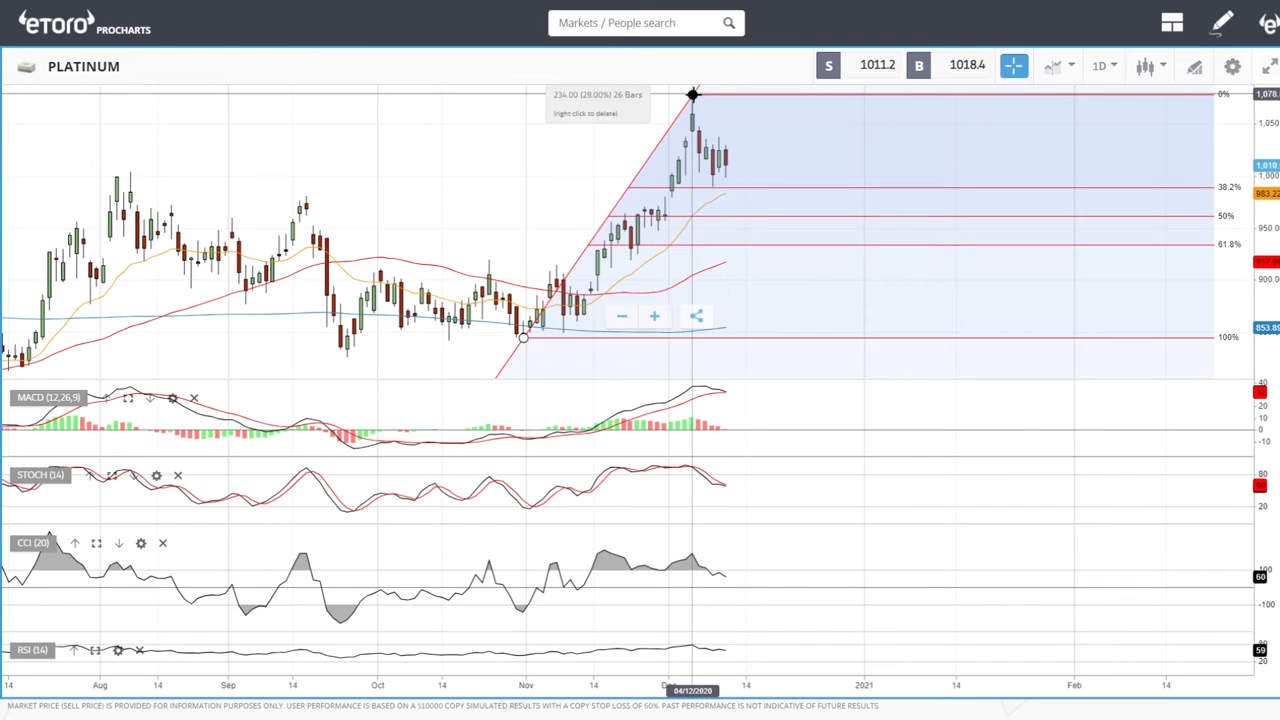 eToro PROCHARTS
Markets / People search
PLATINUM
S 1011.2 B 1018.4 1D
234.00 (28.00%) 26 Bars
(right click to delete)
0%
38.2%
50%
61.8%
100%
1,078.
1,050.
1,010.
1,000.
983.22
950.00
900.00
853.89
MACD (12,26,9)
40
20
10
0
-10
STOCH (14)
80
20
CCI (20)
100
60
-100
RSI (14)
80
59
20
14 Aug 14 Sep 14 Oct Nov 14 14 2021 14 Feb 14
04/12/2020
MARKET PRICE (SELL PRICE) IS PROVIDED FOR INFORMATION PURPOSES ONLY. USER PERFORMANCE IS BASED ON A $10000 COPY SIMULATED RESULTS WITH A COPY STOP LOSS OF 60%. PAST PERFORMANCE IS NOT INDICATIVE OF FUTURE RESULTS.